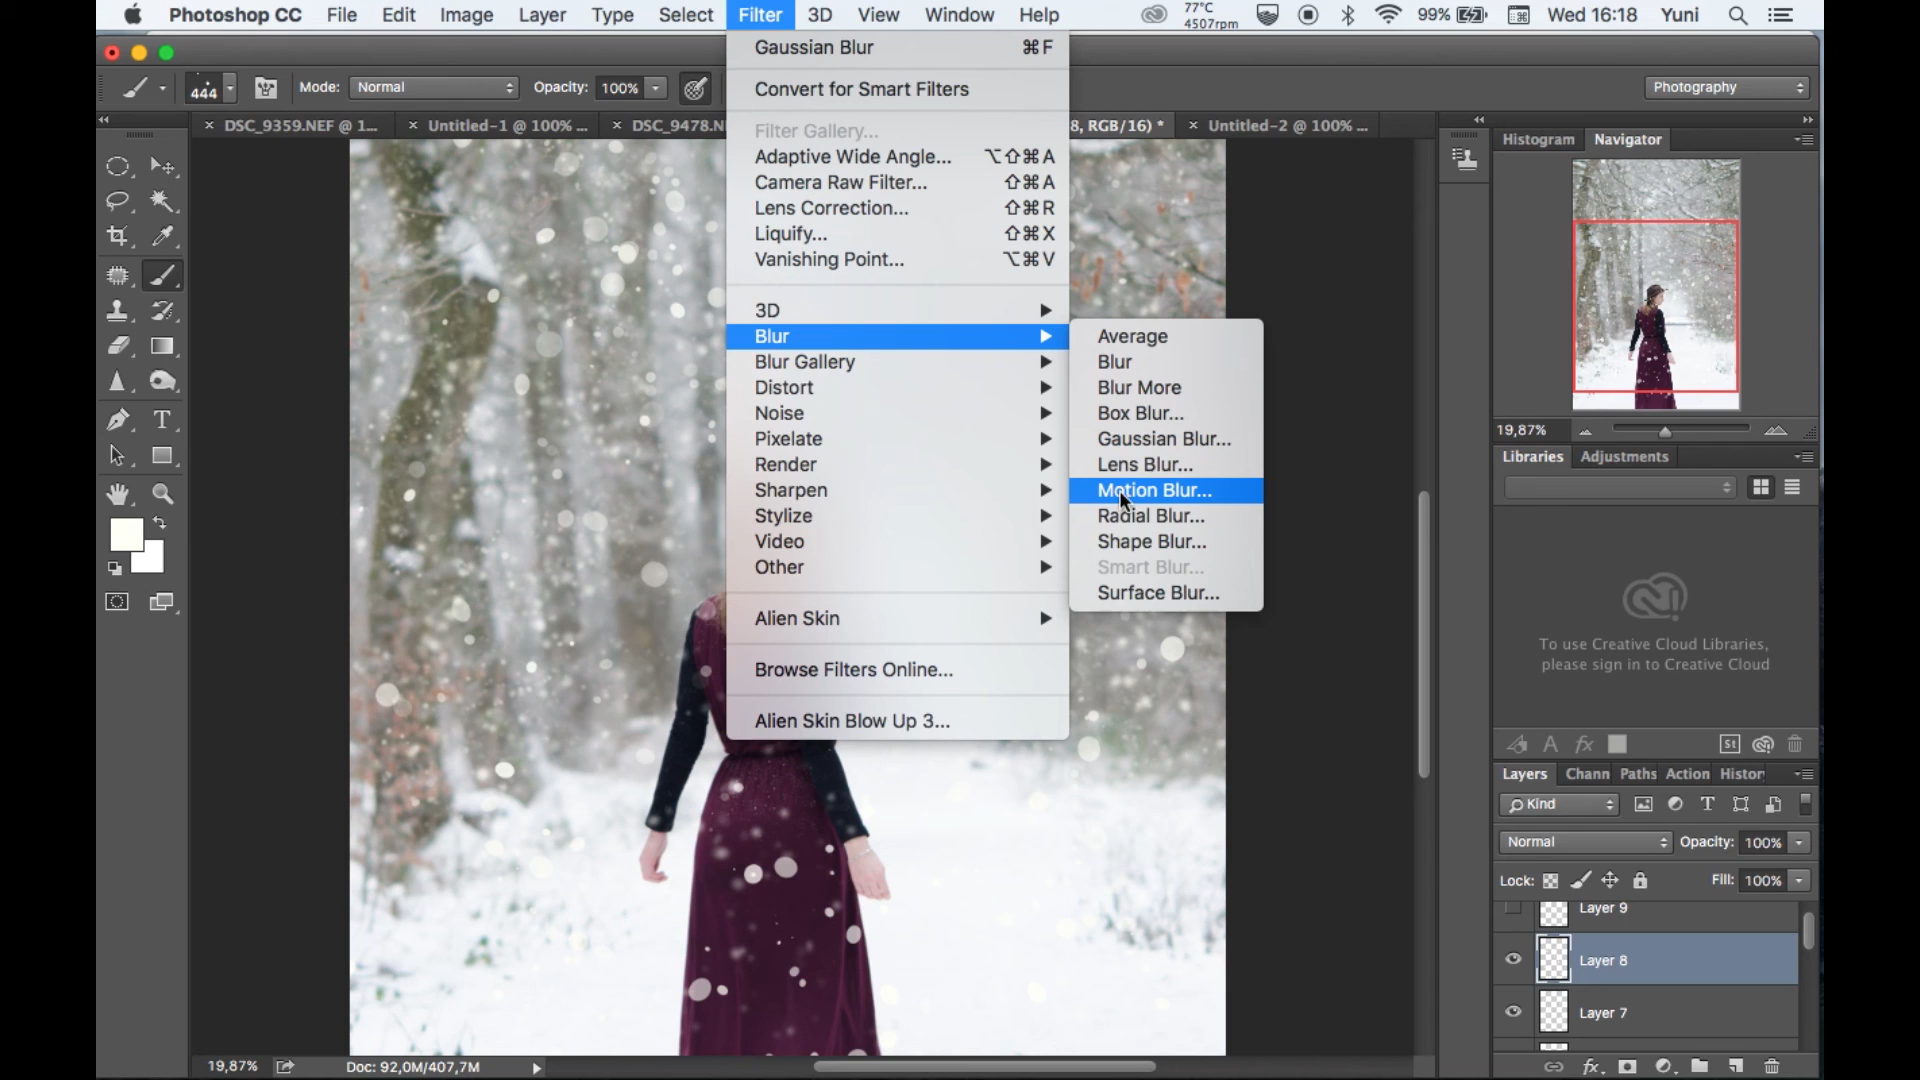 Photoshop CC File Edit Image Layer Type Select Filter 3D View Window Help 77°C 4507rpm 99% Wed 16:18 Yuni
444 Mode: Normal Opacity: 100% Photography
× DSC_9359.NEF @ 1... × Untitled-1 @ 100% ... × DSC_9478.N 8, RGB/16) * × Untitled-2 @ 100% ...
Gaussian Blur ⌘F
Convert for Smart Filters
Filter Gallery...
Adaptive Wide Angle... ⌥⇧⌘A
Camera Raw Filter... ⇧⌘A
Lens Correction... ⇧⌘R
Liquify... ⇧⌘X
Vanishing Point... ⌥⌘V
3D
Blur
Blur Gallery
Distort
Noise
Pixelate
Render
Sharpen
Stylize
Video
Other
Alien Skin
Browse Filters Online...
Alien Skin Blow Up 3...
Average
Blur
Blur More
Box Blur...
Gaussian Blur...
Lens Blur...
Motion Blur...
Radial Blur...
Shape Blur...
Smart Blur...
Surface Blur...
Histogram Navigator
19,87%
Libraries Adjustments
To use Creative Cloud Libraries,
please sign in to Creative Cloud
St
Layers Chann Paths Action Histor
Kind
Normal Opacity: 100%
Lock: Fill: 100%
Layer 9
Layer 8
Layer 7
19,87% Doc: 92,0M/407,7M